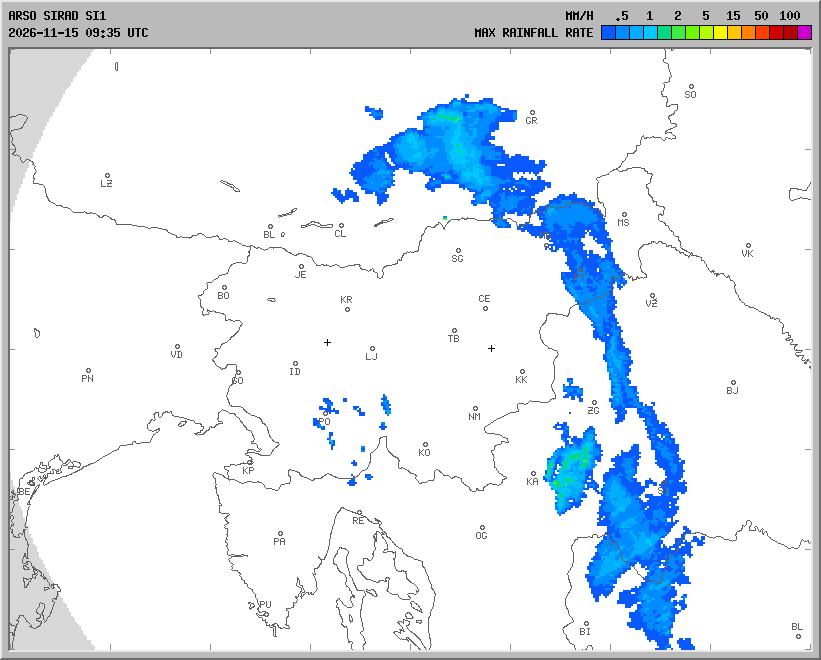 ARSO SIRAD SI1
2026-11-15 09:35 UTC
MM/H .5 1 2 5 15 50 100
MAX RAINFALL RATE
SO
GR
LZ
MS
BL
CL
VK
SG
JE
BO
KR
CE
VZ
TB
VD
LJ
ID
PN
GO
KK
BJ
NM
ZG
PO
KO
KP
KA
BE
RE
OG
PA
PU
BI
BL